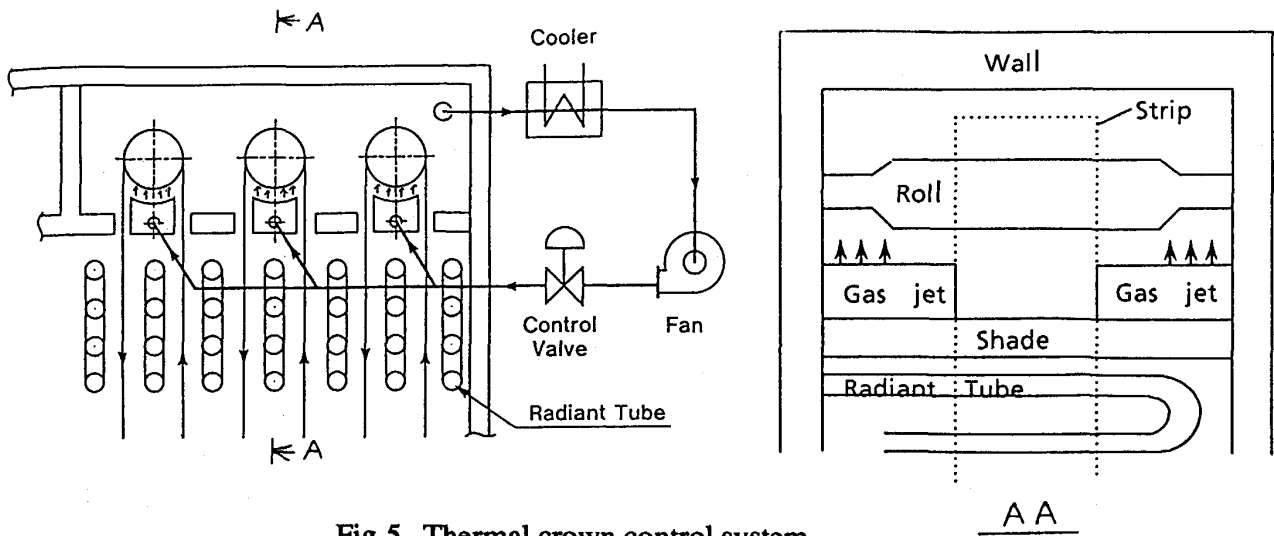 A
Cooler
Control
Valve
Fan
Radiant Tube
A
Wall
Strip
Roll
Gas jet
Gas jet
Shade
Radiant Tube
A A
Fig 5 Thermal crown control system